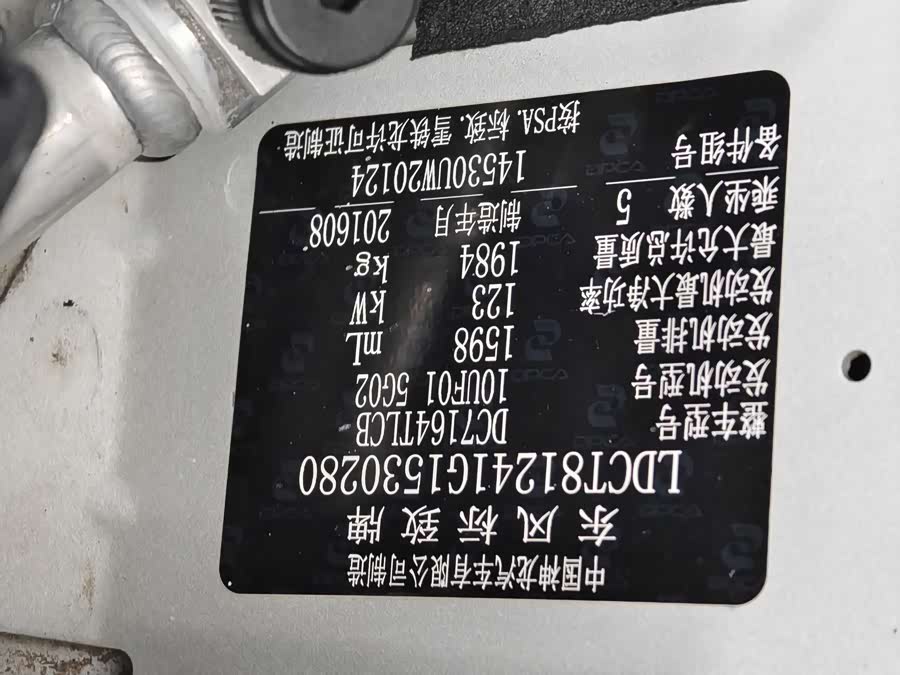 中国神龙汽车有限公司制造
东风标致牌
LDCT81241G1530280
整车型号 DC7164TLCB
发动机型号 10UF01 5G02
发动机排量 1598 mL
发动机最大净功率 123 kW
最大允许总质量 1984 kg
乘坐人数 5 制造年月 201608
备件组号 14530UW20124
按PSA.标致.雪铁龙许可证制造